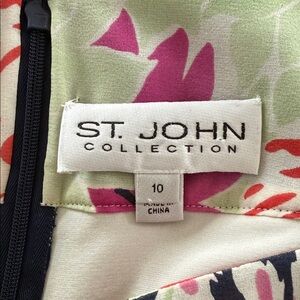 ST. JOHN
COLLECTION
10
MADE IN
CHINA